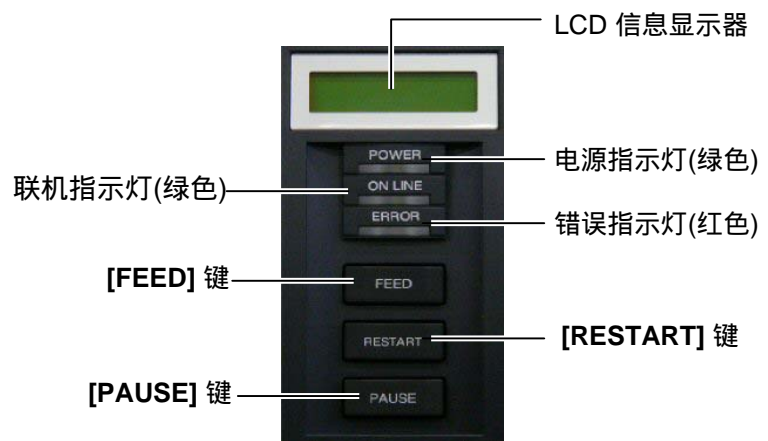 LCD 信息显示器
POWER
电源指示灯(绿色)
联机指示灯(绿色)
ON LINE
ERROR
错误指示灯(红色)
[FEED] 键
FEED
RESTART
[RESTART] 键
[PAUSE] 键
PAUSE